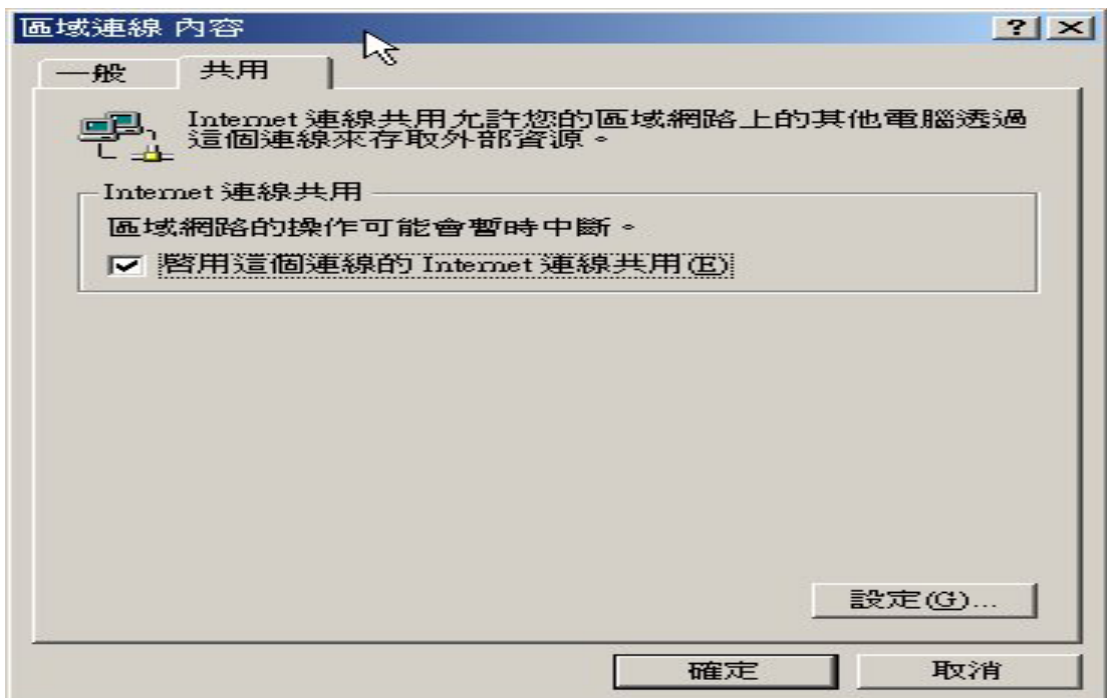 區域連線 內容
一般
共用
Internet 連線共用允許您的區域網路上的其他電腦透過
這個連線來存取外部資源。
Internet 連線共用
區域網路的操作可能會暫時中斷。
啓用這個連線的 Internet 連線共用(E)
設定(G)...
確定
取消